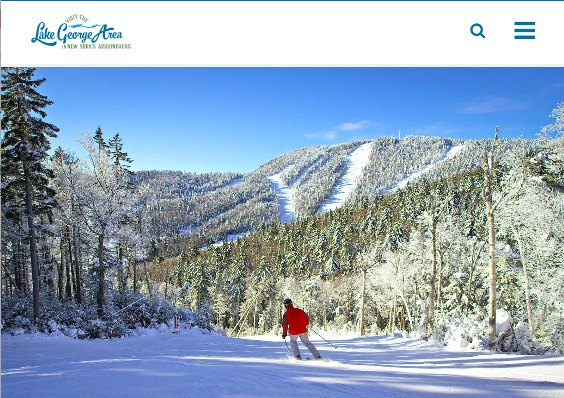 VISIT THE
Lake George Area
IN NEW YORK'S ADIRONDACKS